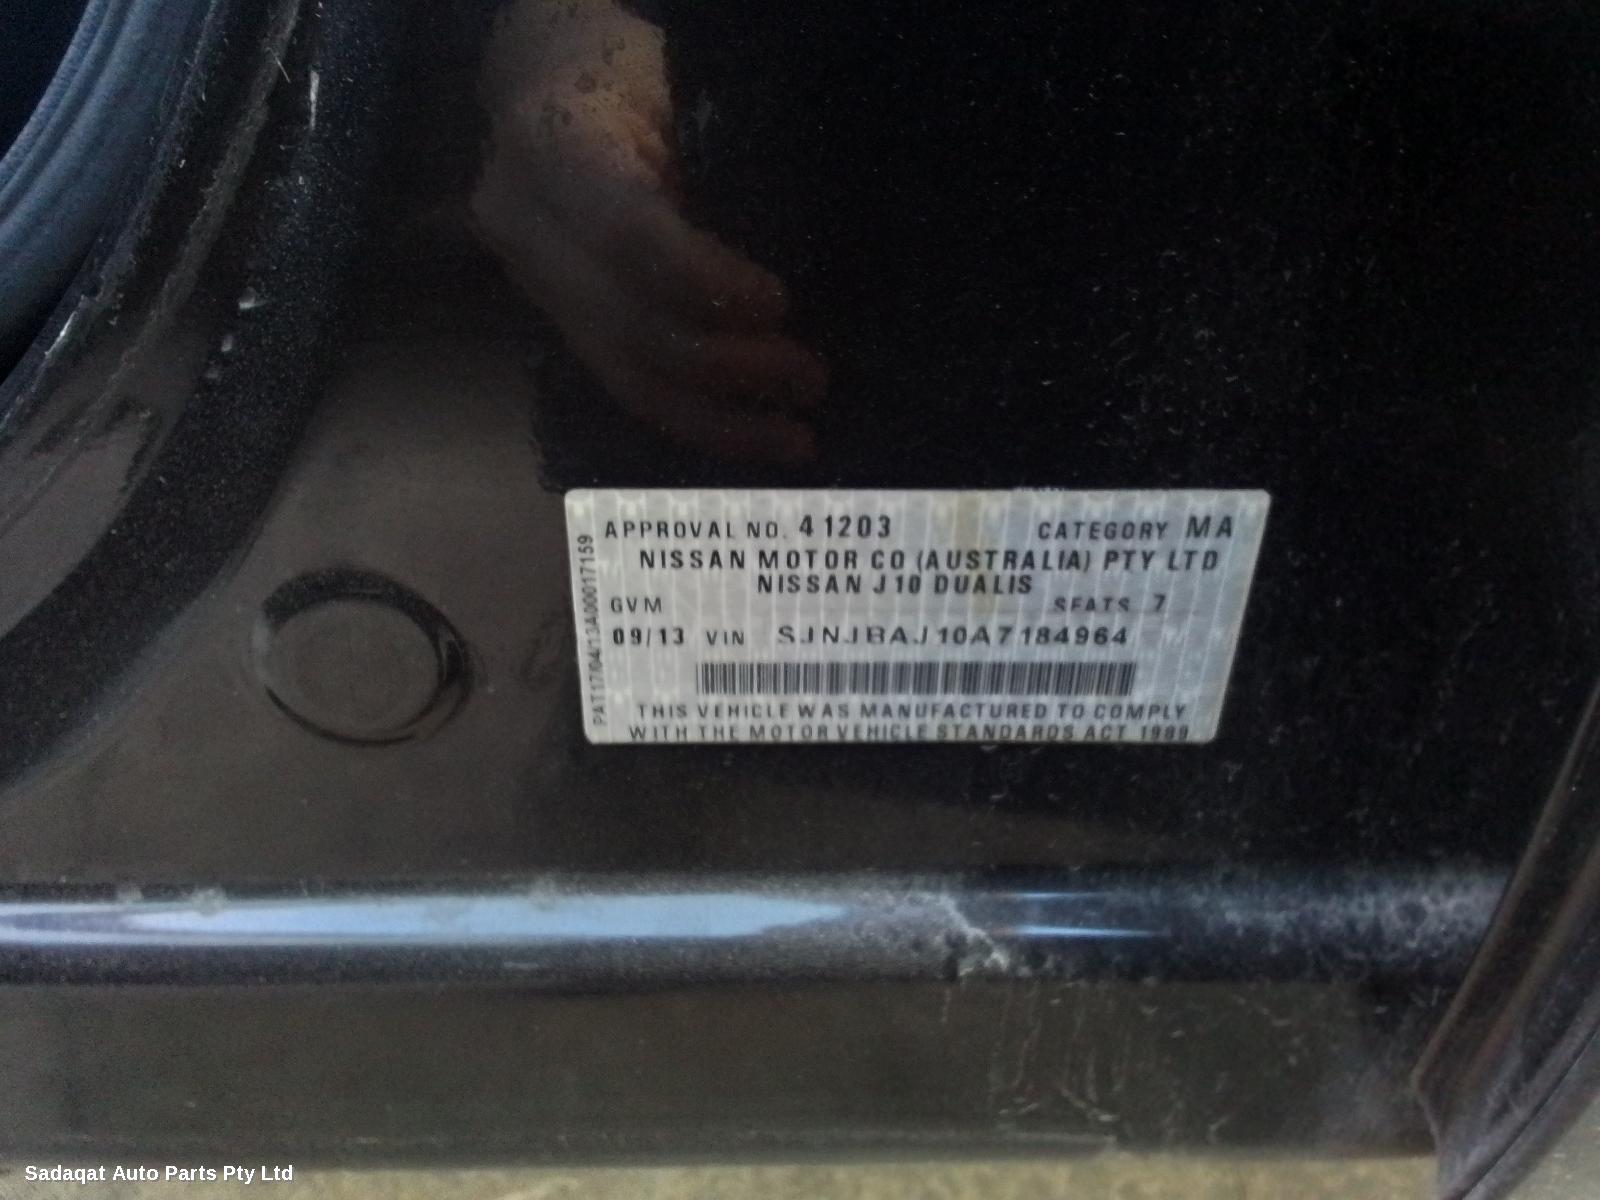 APPROVAL NO. 41203 CATEGORY MA
NISSAN MOTOR CO (AUSTRALIA) PTY LTD
NISSAN J10 DUALIS
GVM SEATS 7
09/13 VIN SJNJBAJ10A7184964
THIS VEHICLE WAS MANUFACTURED TO COMPLY
WITH THE MOTOR VEHICLE STANDARDS ACT 1989
PAT17/04/13A00017159
Sadaqat Auto Parts Pty Ltd